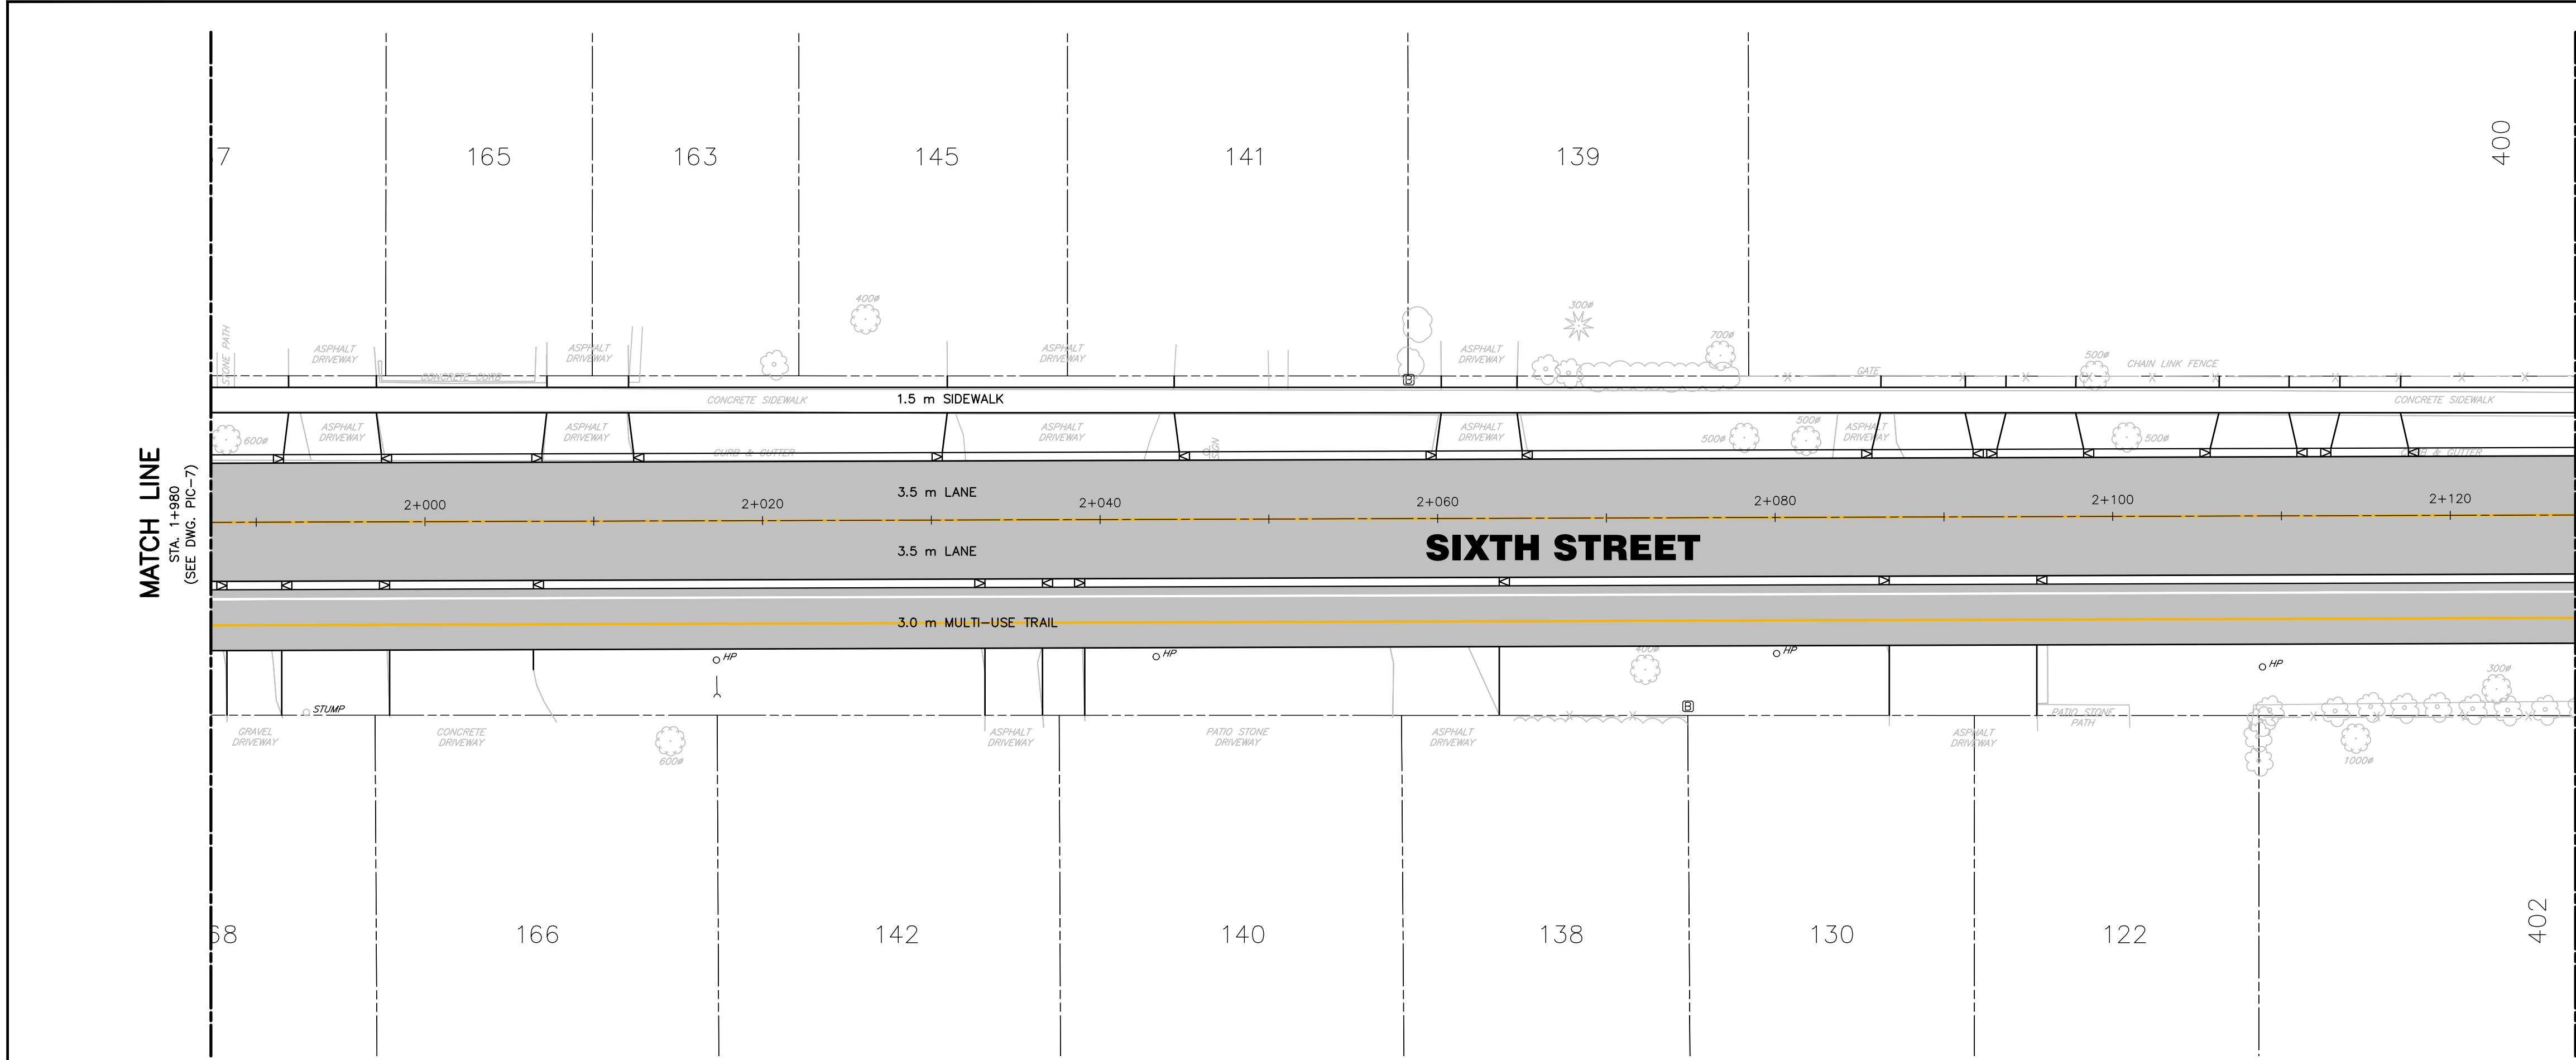 165
163
145
141
139
400
400ø
300ø
700ø
500ø
STONE PATH
ASPHALT
DRIVEWAY
ASPHALT
DRIVEWAY
ASPHALT
DRIVEWAY
ASPHALT
DRIVEWAY
CHAIN LINK FENCE
GATE
CONCRETE CURB
B
CONCRETE SIDEWALK
1.5 m SIDEWALK
CONCRETE SIDEWALK
600ø
ASPHALT
DRIVEWAY
ASPHALT
DRIVEWAY
ASPHALT
DRIVEWAY
SIGN
ASPHALT
DRIVEWAY
500ø
500ø
ASPHALT
DRIVEWAY
500ø
CURB & GUTTER
CURB & GUTTER
MATCH LINE
STA. 1+980
(SEE DWG. PIC-7)
3.5 m LANE
2+000
2+020
2+040
2+060
2+080
2+100
2+120
3.5 m LANE
SIXTH STREET
3.0 m MULTI-USE TRAIL
HP
HP
400ø
HP
HP
300ø
STUMP
B
PATIO STONE
PATH
GRAVEL
DRIVEWAY
CONCRETE
DRIVEWAY
600ø
ASPHALT
DRIVEWAY
PATIO STONE
DRIVEWAY
ASPHALT
DRIVEWAY
ASPHALT
DRIVEWAY
1000ø
166
142
140
138
130
122
402